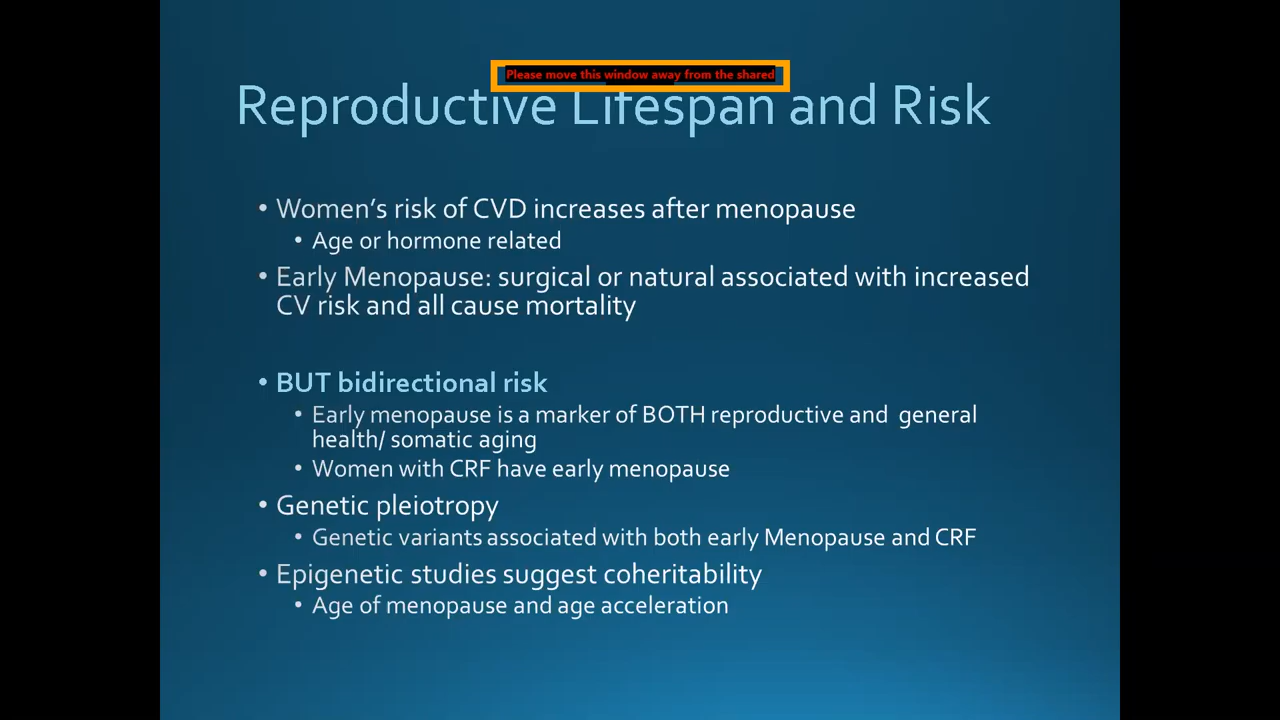 Please move this window away from the shared
Reproductive Lifespan and Risk
• Women's risk of CVD increases after menopause
• Age or hormone related
• Early Menopause: surgical or natural associated with increased
CV risk and all cause mortality
• BUT bidirectional risk
• Early menopause is a marker of BOTH reproductive and general
health/ somatic aging
• Women with CRF have early menopause
• Genetic pleiotropy
• Genetic variants associated with both early Menopause and CRF
• Epigenetic studies suggest coheritability
• Age of menopause and age acceleration